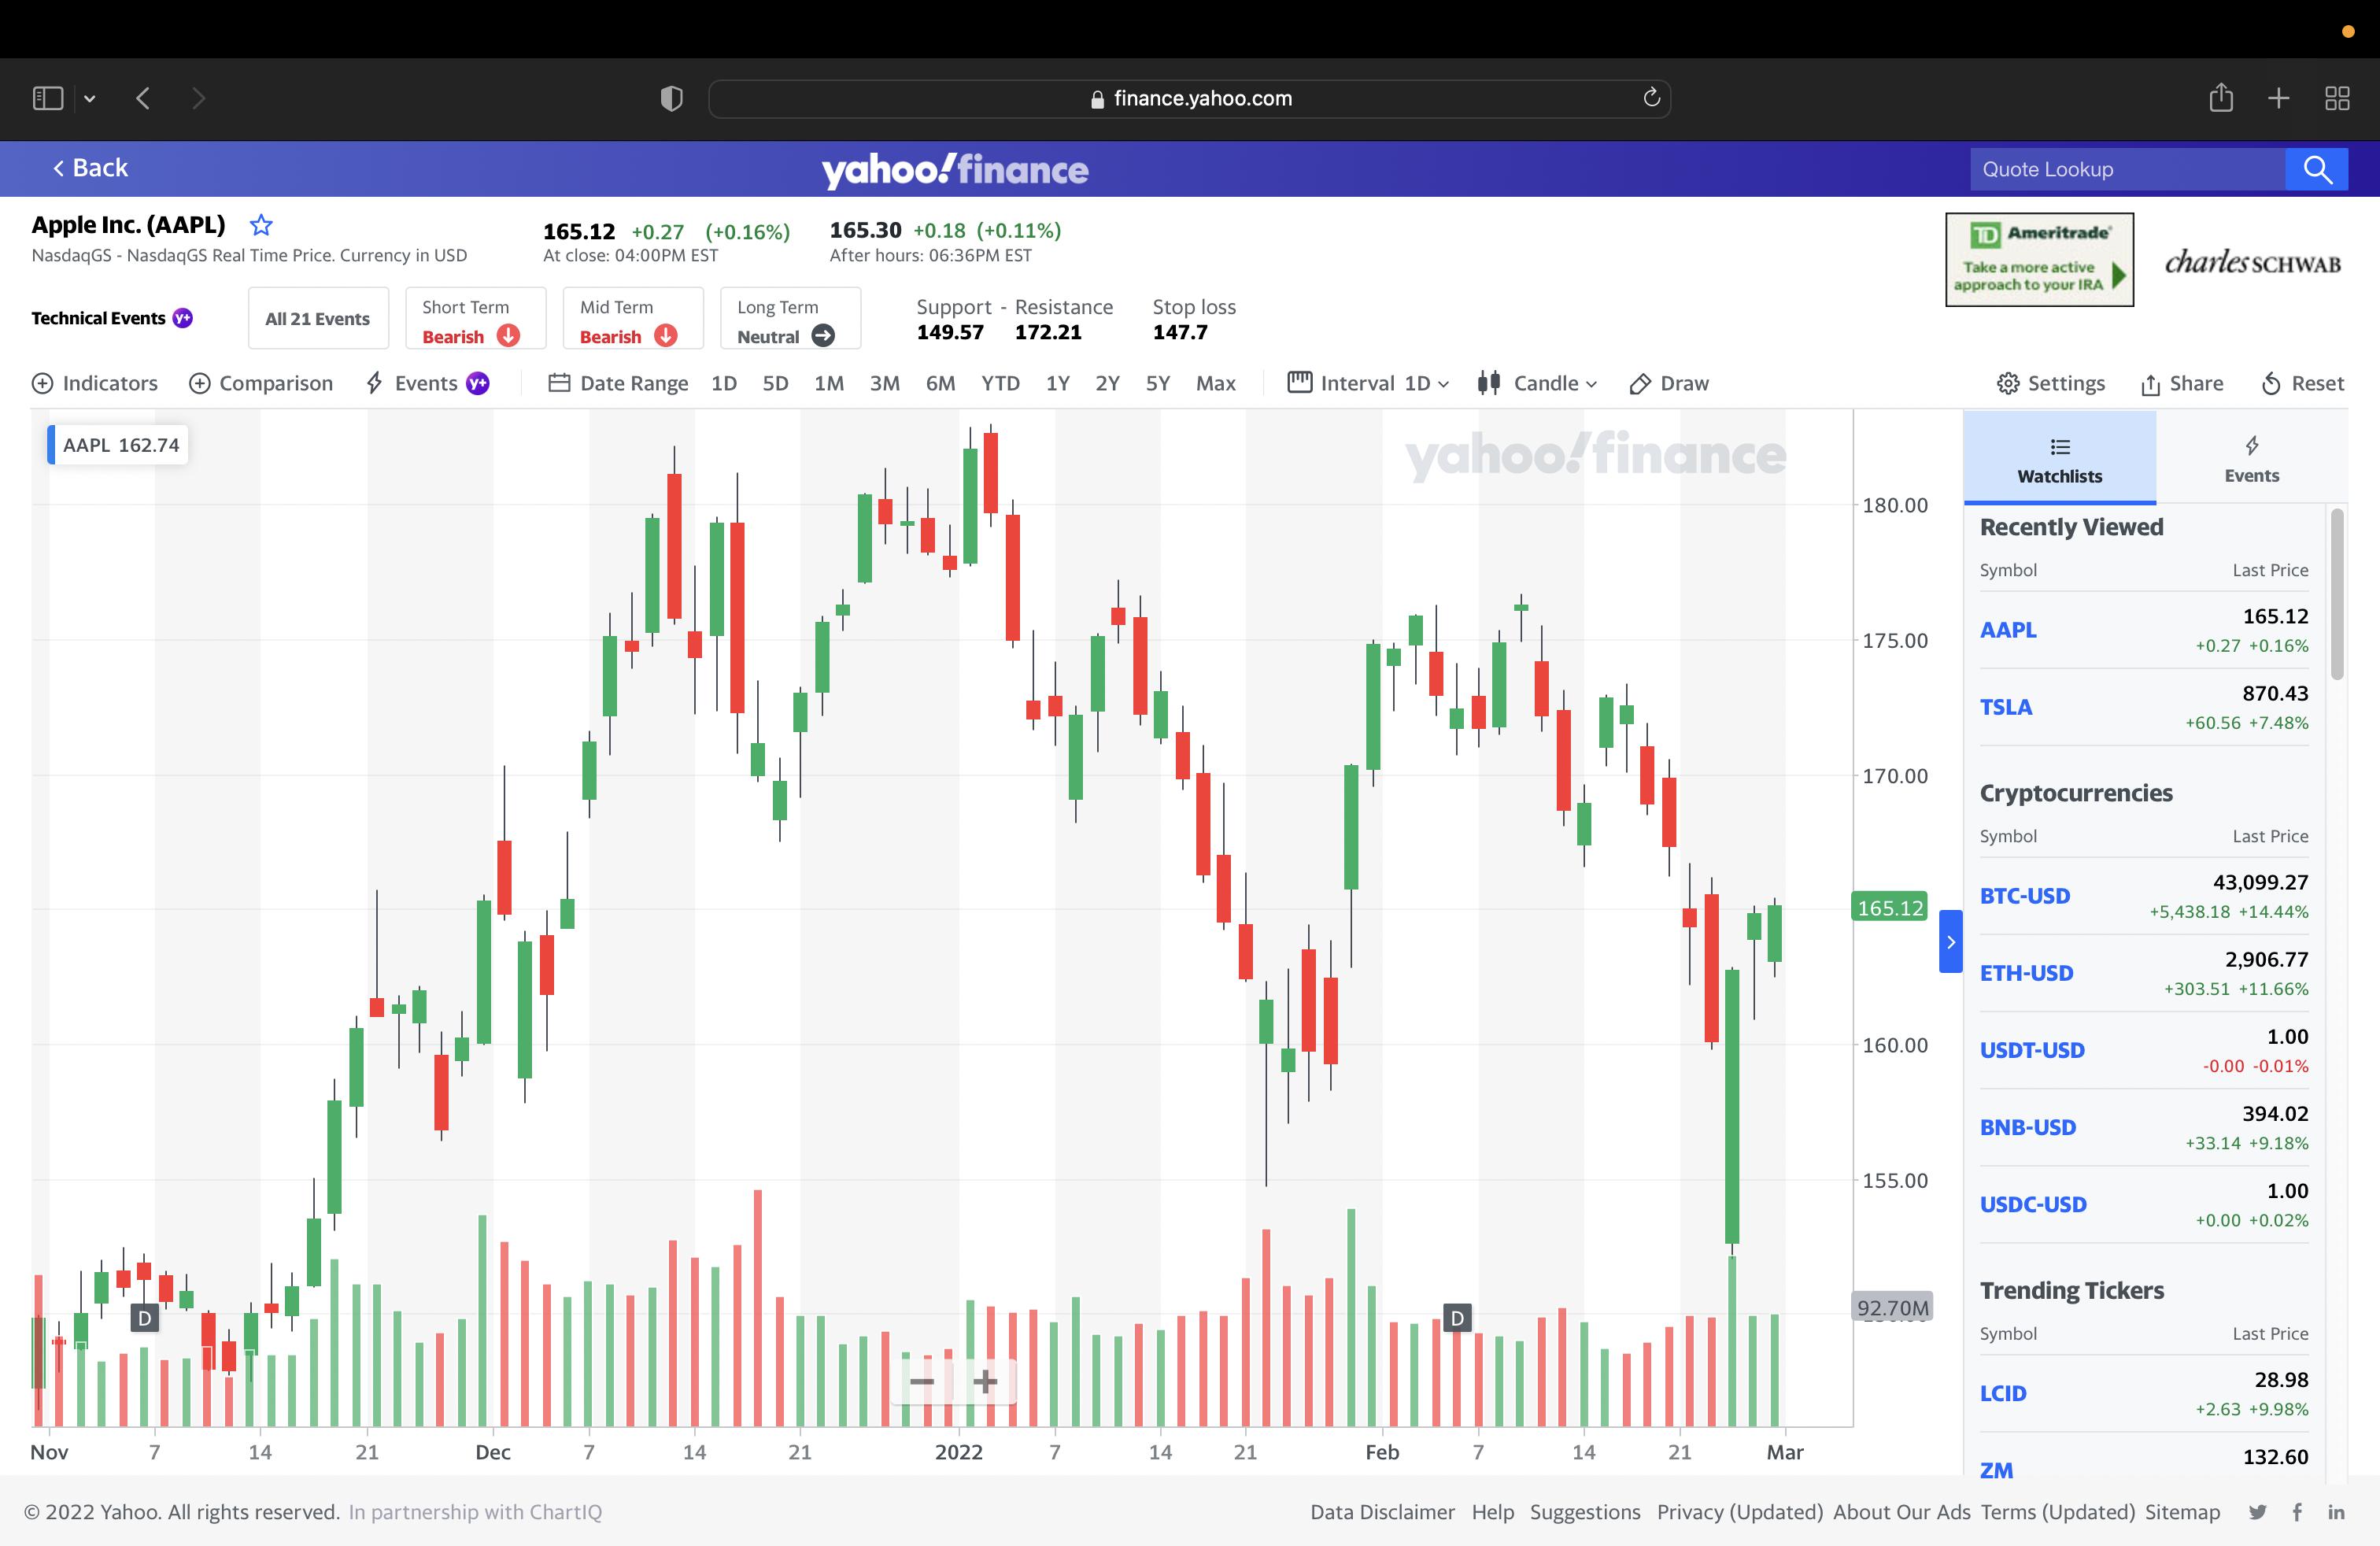 finance.yahoo.com
Back
yahoo!finance
Quote Lookup
Apple Inc. (AAPL)
NasdaqGS - NasdaqGS Real Time Price. Currency in USD
165.12 +0.27 (+0.16%)
At close: 04:00PM EST
165.30 +0.18 (+0.11%)
After hours: 06:36PM EST
TD Ameritrade
Take a more active
approach to your IRA
charles SCHWAB
Technical Events Y+
All 21 Events
Short Term
Bearish
Mid Term
Bearish
Long Term
Neutral
Support - Resistance
149.57 172.21
Stop loss
147.7
Indicators Comparison Events Y+ Date Range 1D 5D 1M 3M 6M YTD 1Y 2Y 5Y Max Interval 1D Candle Draw Settings Share Reset
AAPL 162.74
yahoo!finance
180.00
175.00
170.00
165.12
160.00
155.00
92.70M
D
D
Nov 7 14 21 Dec 7 14 21 2022 7 14 21 Feb 7 14 21 Mar
Watchlists
Events
Recently Viewed
Symbol Last Price
AAPL 165.12
+0.27 +0.16%
TSLA 870.43
+60.56 +7.48%
Cryptocurrencies
Symbol Last Price
BTC-USD 43,099.27
+5,438.18 +14.44%
ETH-USD 2,906.77
+303.51 +11.66%
USDT-USD 1.00
-0.00 -0.01%
BNB-USD 394.02
+33.14 +9.18%
USDC-USD 1.00
+0.00 +0.02%
Trending Tickers
Symbol Last Price
LCID 28.98
+2.63 +9.98%
ZM 132.60
© 2022 Yahoo. All rights reserved. In partnership with ChartIQ
Data Disclaimer Help Suggestions Privacy (Updated) About Our Ads Terms (Updated) Sitemap